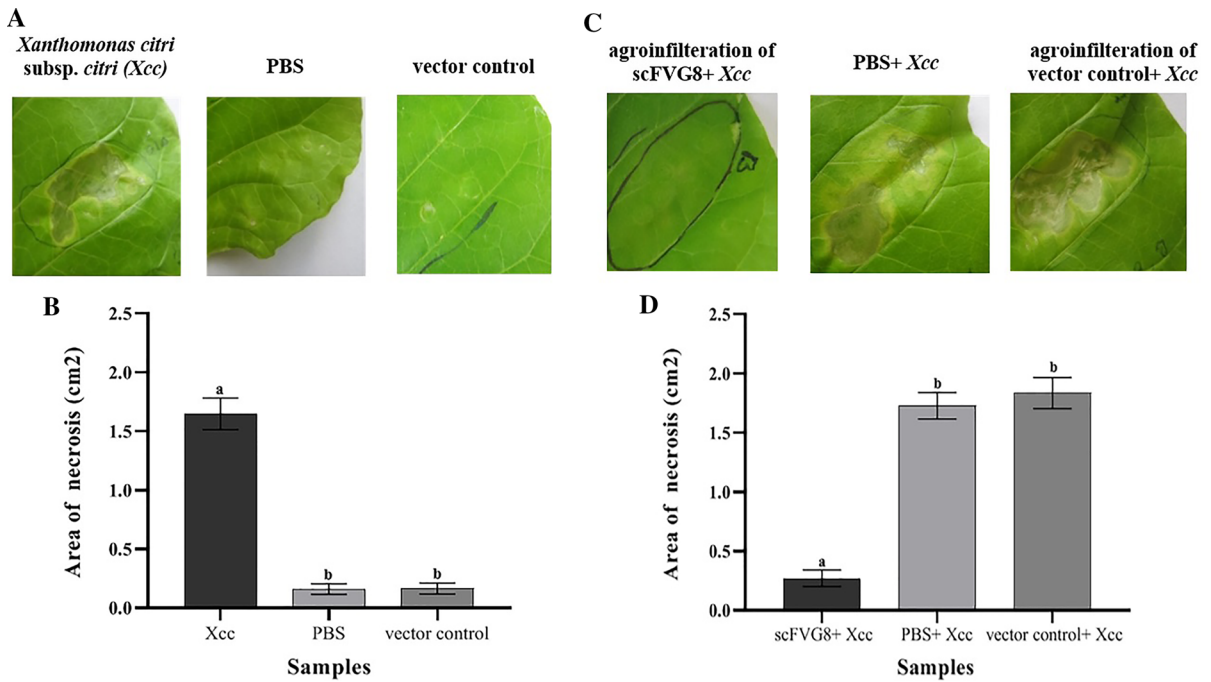 A
Xanthomonas citri
subsp. citri (Xcc)
PBS
vector control
C
agroinfilteration of
scFVG8+ Xcc
PBS+ Xcc
agroinfilteration of
vector control+ Xcc
B
2.5
2.0
1.5
1.0
0.5
0.0
Area of necrosis (cm2)
a
b
b
Xcc
PBS
vector control
Samples
D
2.5
2.0
1.5
1.0
0.5
0.0
Area of necrosis (cm2)
a
b
b
scFVG8+ Xcc
PBS+ Xcc
vector control+ Xcc
Samples